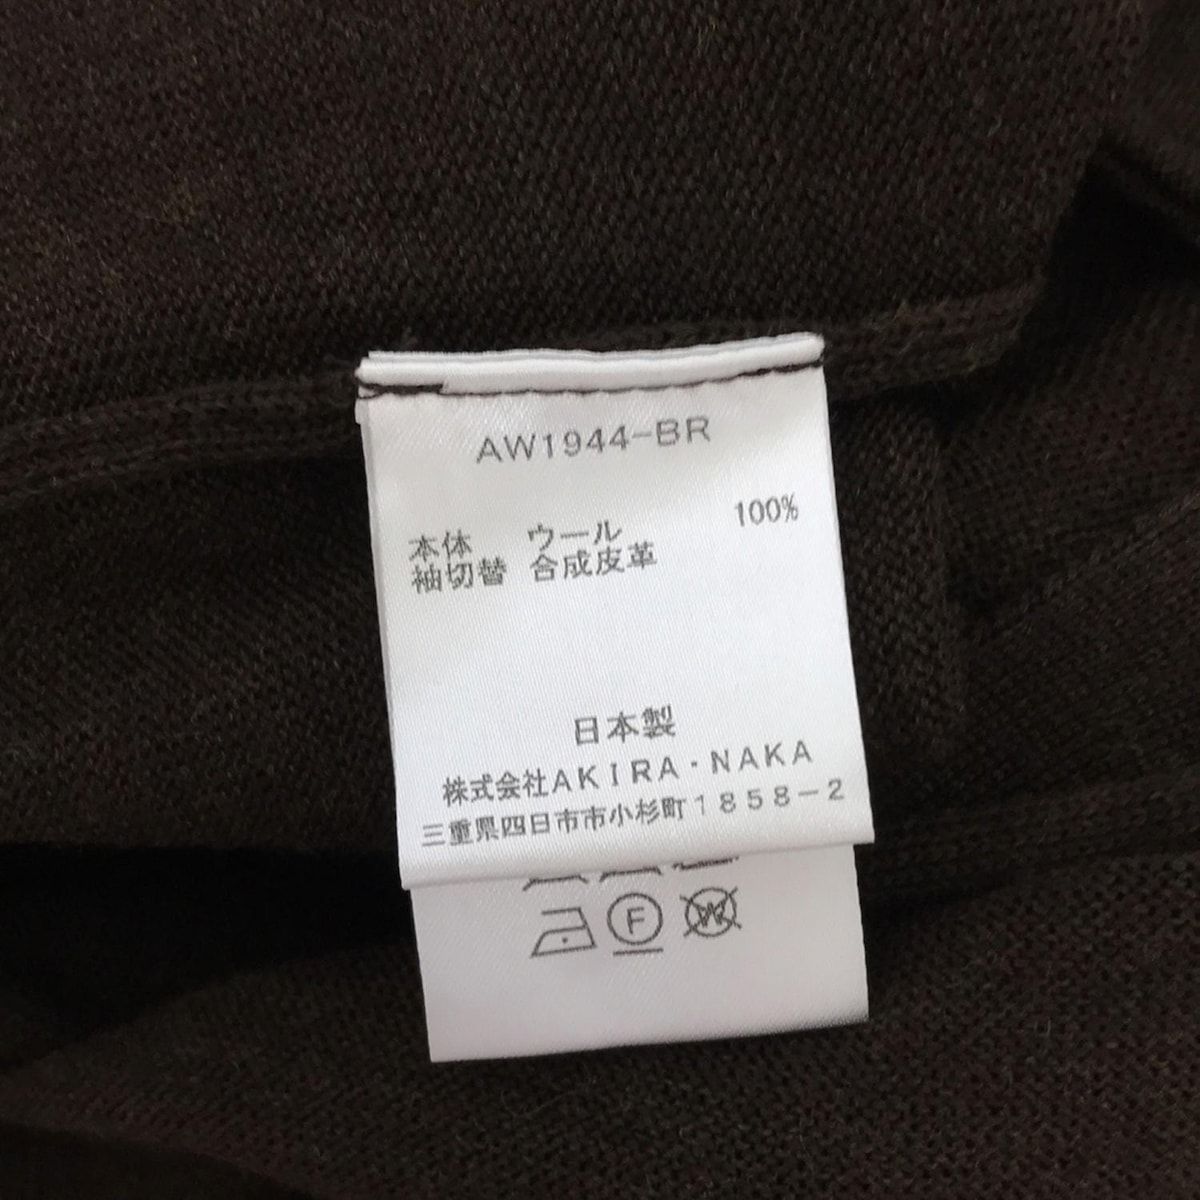 AW1944-BR
本体 ウール 100%
袖切替 合成皮革
日本製
株式会社AKIRA・NAKA
三重県四日市市小杉町1858-2
F W